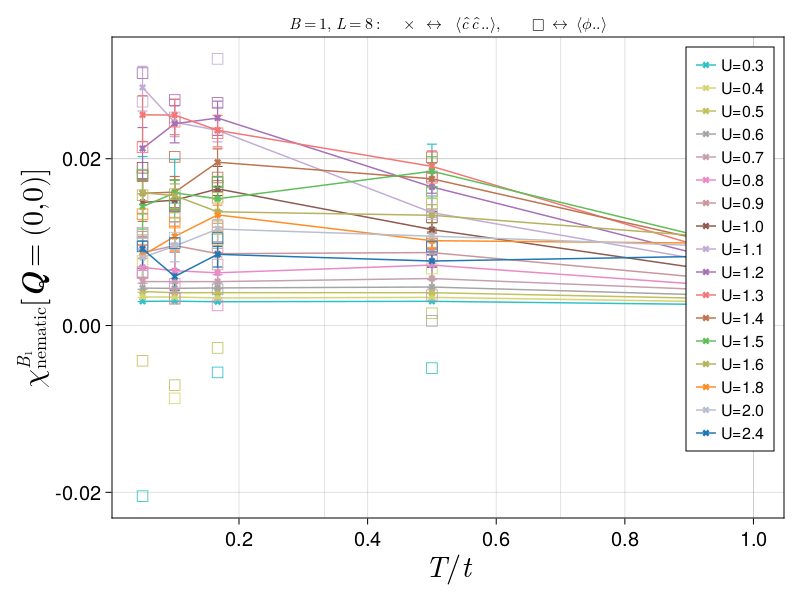 B = 1, L = 8 :   × ↔ ⟨ĉ ĉ ..⟩,   □ ↔ ⟨ϕ..⟩
χ^{B₁}_{nematic}[Q = (0, 0)]
0.02
0.00
-0.02
0.2 0.4 0.6 0.8 1.0
T/t
U=0.3
U=0.4
U=0.5
U=0.6
U=0.7
U=0.8
U=0.9
U=1.0
U=1.1
U=1.2
U=1.3
U=1.4
U=1.5
U=1.6
U=1.8
U=2.0
U=2.4